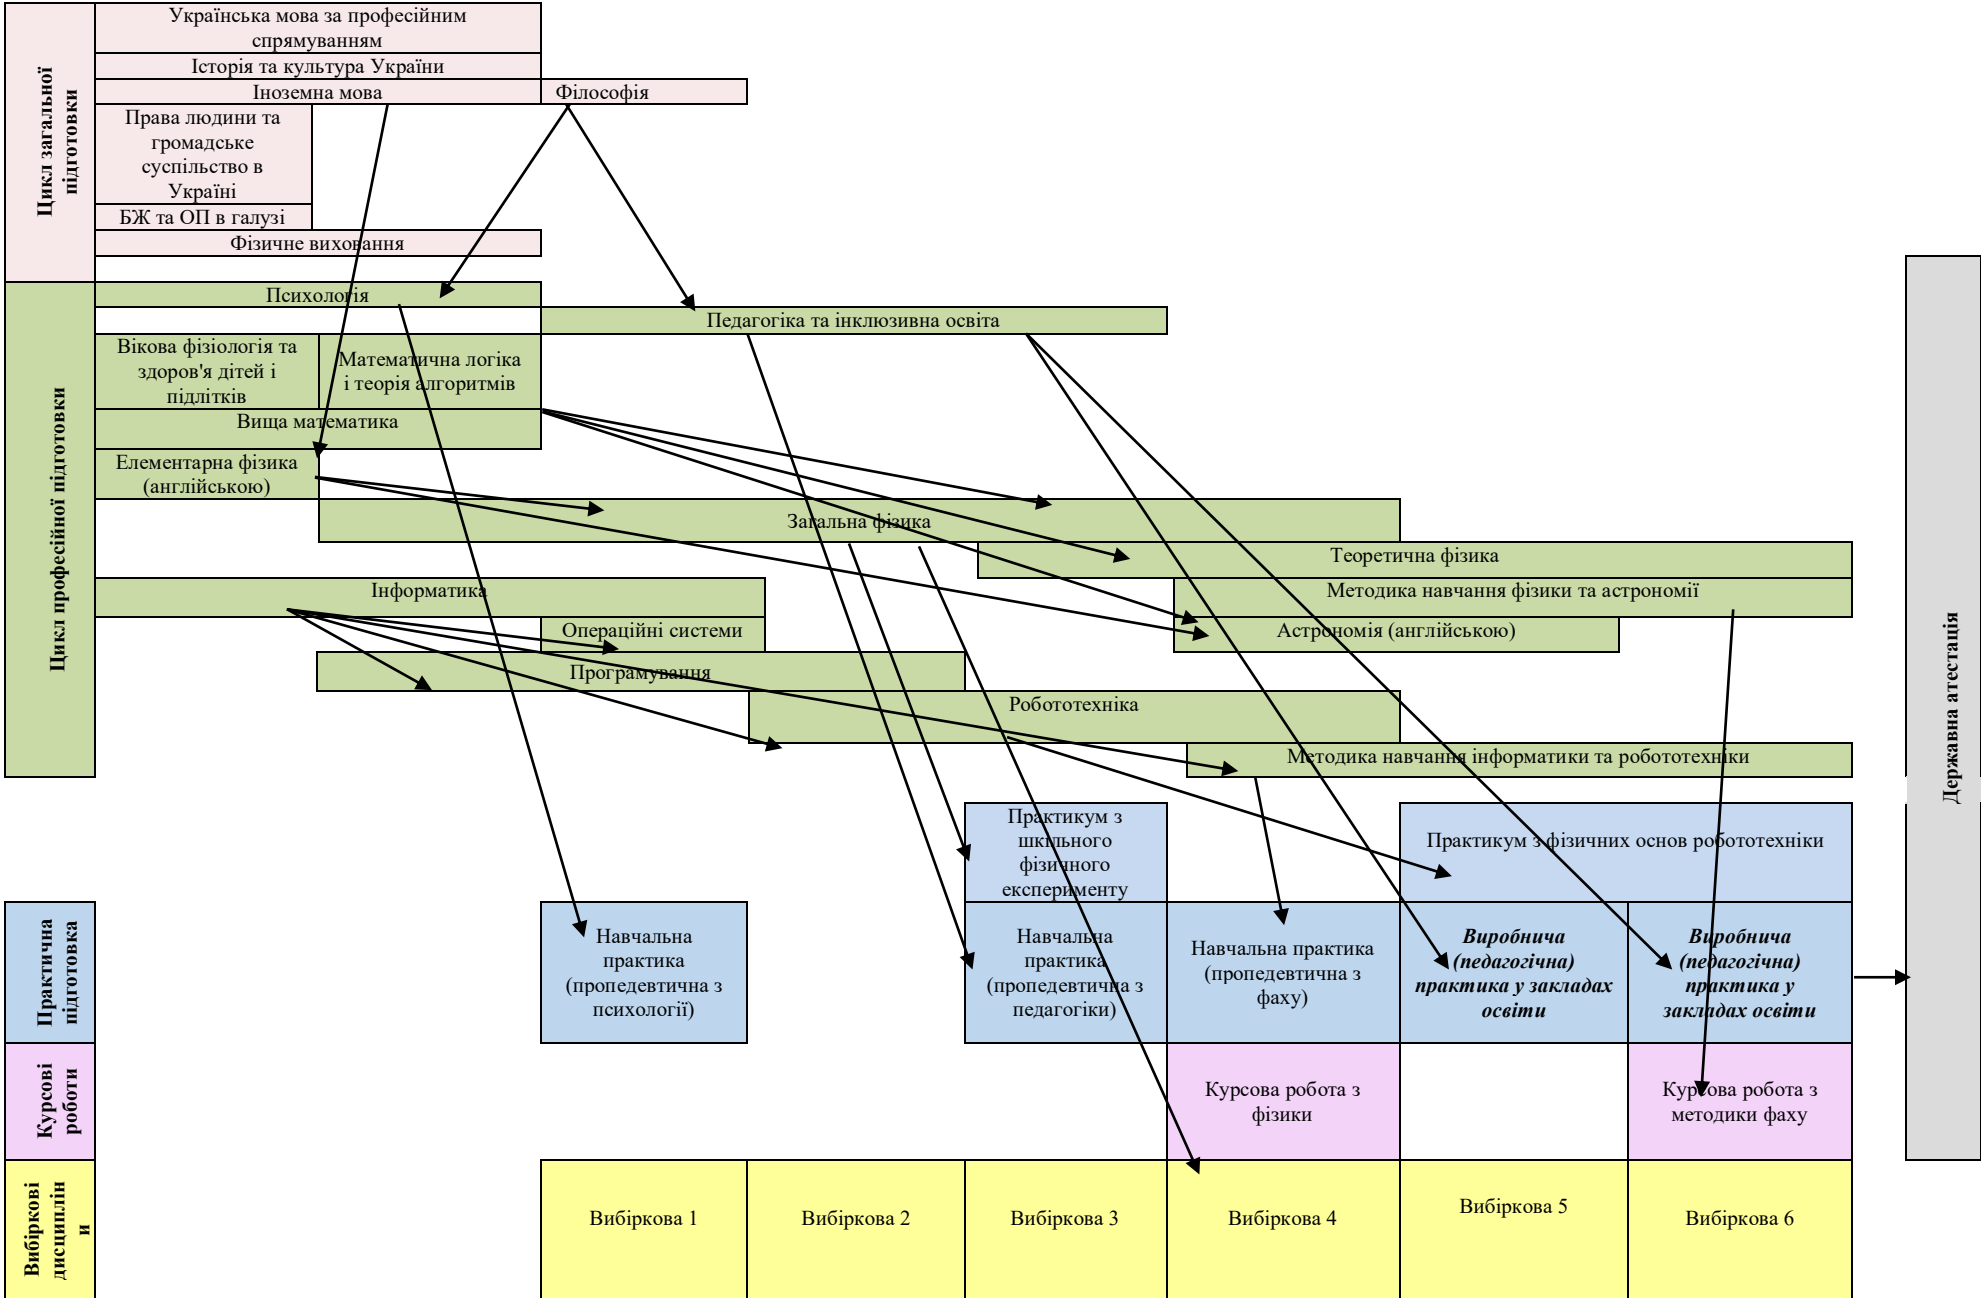 Цикл загальної
підготовки
Українська мова за професійним
спрямуванням
Історія та культура України
Іноземна мова
Філософія
Права людини та
громадське
суспільство в
Україні
БЖ та ОП в галузі
Фізичне виховання
Цикл професійної підготовки
Психологія
Педагогіка та інклюзивна освіта
Вікова фізіологія та
здоров'я дітей і
підлітків
Математична логіка
і теорія алгоритмів
Вища математика
Елементарна фізика
(англійською)
Загальна фізика
Теоретична фізика
Інформатика
Методика навчання фізики та астрономії
Операційні системи
Астрономія (англійською)
Програмування
Робототехніка
Методика навчання інформатики та робототехніки
Державна атестація
Практикум з
шкільного
фізичного
експерименту
Практикум з фізичних основ робототехніки
Практична
підготовка
Навчальна
практика
(пропедевтична з
психології)
Навчальна
практика
(пропедевтична з
педагогіки)
Навчальна практика
(пропедевтична з
фаху)
Виробнича
(педагогічна)
практика у закладах
освіти
Виробнича
(педагогічна)
практика у
закладах освіти
Курсові
роботи
Курсова робота з
фізики
Курсова робота з
методики фаху
Вибіркові
дисциплін
и
Вибіркова 1
Вибіркова 2
Вибіркова 3
Вибіркова 4
Вибіркова 5
Вибіркова 6